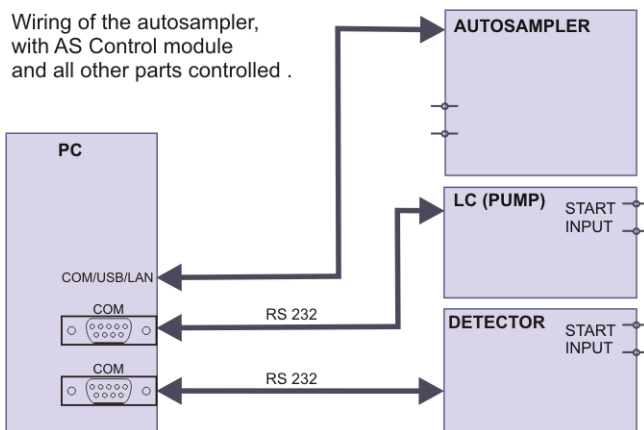 Wiring of the autosampler,
with AS Control module
and all other parts controlled .
AUTOSAMPLER
PC
LC (PUMP)
START
INPUT
COM/USB/LAN
COM
RS 232
DETECTOR
START
INPUT
COM
RS 232